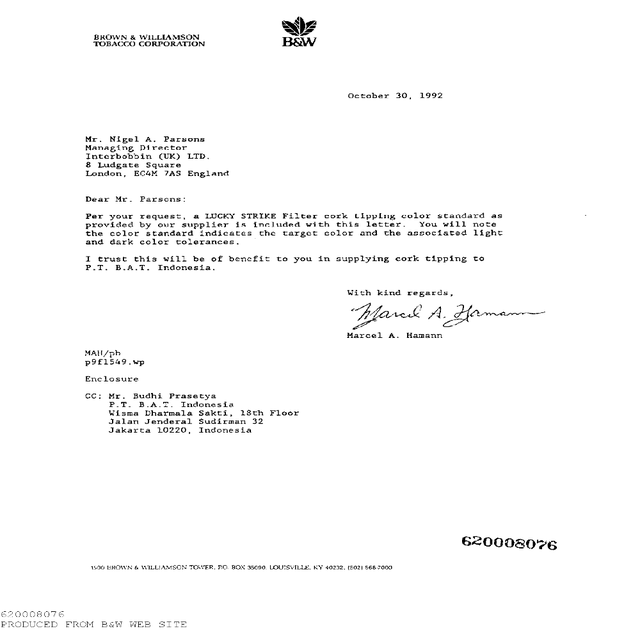 BROWN & WILLIAMSON
TOBACCO CORPORATION
B&W
October 30, 1992
Mr. Nigel A. Parsons
Managing Director
Interbobbin (UK) LTD.
8 Ludgate Square
London, EC4M 7AS England
Dear Mr. Parsons:
Per your request, a LUCKY STRIKE Filter cork tipping color standard as
provided by our supplier is included with this letter. You will note
the color standard indicates the target color and the associated light
and dark color tolerances.
I trust this will be of benefit to you in supplying cork tipping to
P.T. B.A.T. Indonesia.
With kind regards,
Marcel A. Hamann
Marcel A. Hamann
MAH/ph
p9f1549.wp
Enclosure
CC: Mr. Budhi Prasetya
P.T. B.A.T. Indonesia
Wisma Dharmala Sakti, 18th Floor
Jalan Jenderal Sudirman 32
Jakarta 10220, Indonesia
620008076
1500 BROWN & WILLIAMSON TOWER, P.O. BOX 35090, LOUISVILLE, KY 40232, (502) 568-7000
620008076
PRODUCED FROM B&W WEB SITE